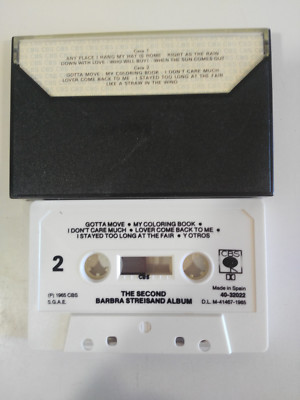 Cara 1
ANY PLACE I HANG MY HAT IS HOME · RIGHT AS THE RAIN
DOWN WITH LOVE · WHO WILL BUY? · WHEN THE SUN COMES OUT
Cara 2
GOTTA MOVE · MY COLORING BOOK · I DON'T CARE MUCH
LOVER COME BACK TO ME · I STAYED TOO LONG AT THE FAIR
LIKE A STRAW IN THE WIND
GOTTA MOVE • MY COLORING BOOK •
I DON'T CARE MUCH • LOVER COME BACK TO ME •
I STAYED TOO LONG AT THE FAIR • Y OTROS
2
CBS
CBS
(P) 1965 CBS
S.G.A.E.
THE SECOND
BARBRA STREISAND ALBUM
Made in Spain
40-32022
D.L. M-41467-1985